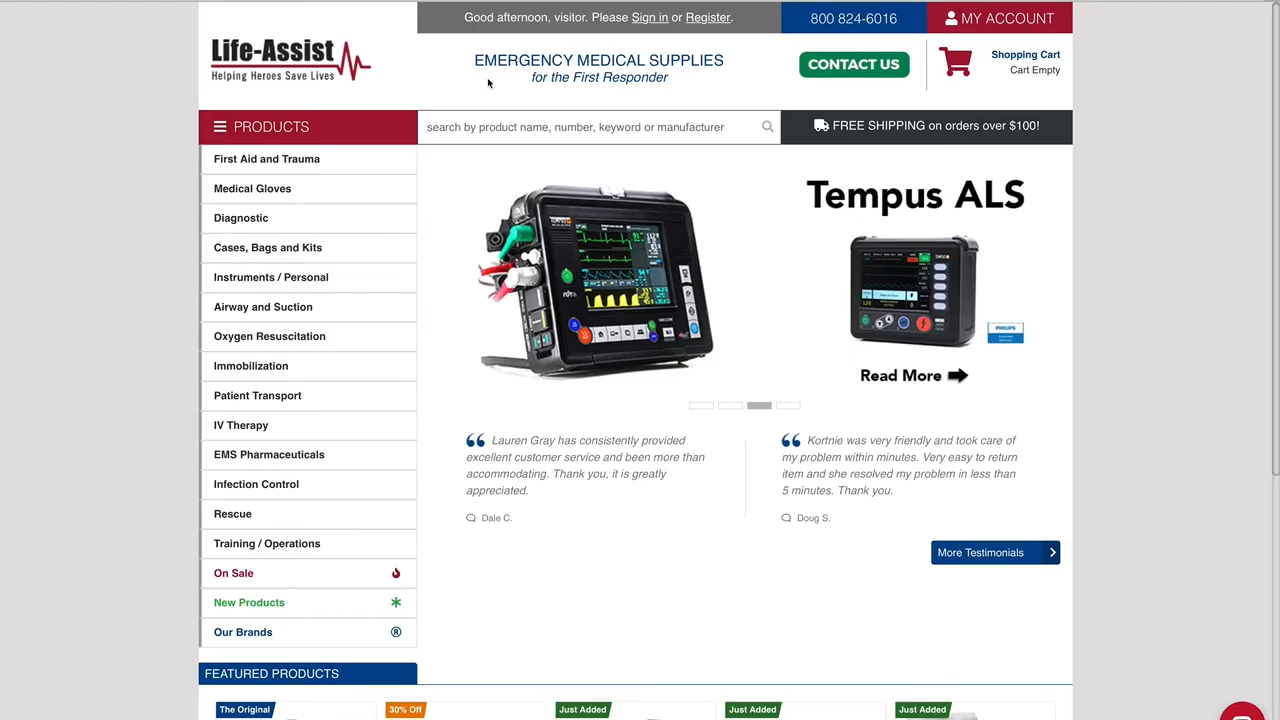 Good afternoon, visitor. Please Sign in or Register.
800 824-6016
MY ACCOUNT
Life-Assist
Helping Heroes Save Lives
EMERGENCY MEDICAL SUPPLIES
for the First Responder
CONTACT US
Shopping Cart
Cart Empty
PRODUCTS
search by product name, number, keyword or manufacturer
FREE SHIPPING on orders over $100!
First Aid and Trauma
Medical Gloves
Diagnostic
Cases, Bags and Kits
Instruments / Personal
Airway and Suction
Oxygen Resuscitation
Immobilization
Patient Transport
IV Therapy
EMS Pharmaceuticals
Infection Control
Rescue
Training / Operations
On Sale
New Products
Our Brands
Tempus ALS
PHILIPS
Read More
Lauren Gray has consistently provided
excellent customer service and been more than
accommodating. Thank you, it is greatly
appreciated.
Dale C.
Kortnie was very friendly and took care of
my problem within minutes. Very easy to return
item and she resolved my problem in less than
5 minutes. Thank you.
Doug S.
More Testimonials
FEATURED PRODUCTS
The Original
30% Off
Just Added
Just Added
Just Added